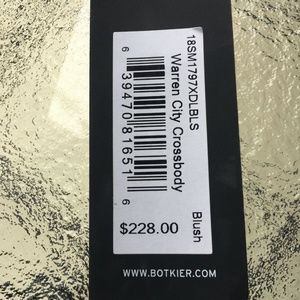 18SM1797XDLBLS
Warren City Crossbody
Blush
6 39470 81651 6
$228.00
WWW.BOTKIER.COM